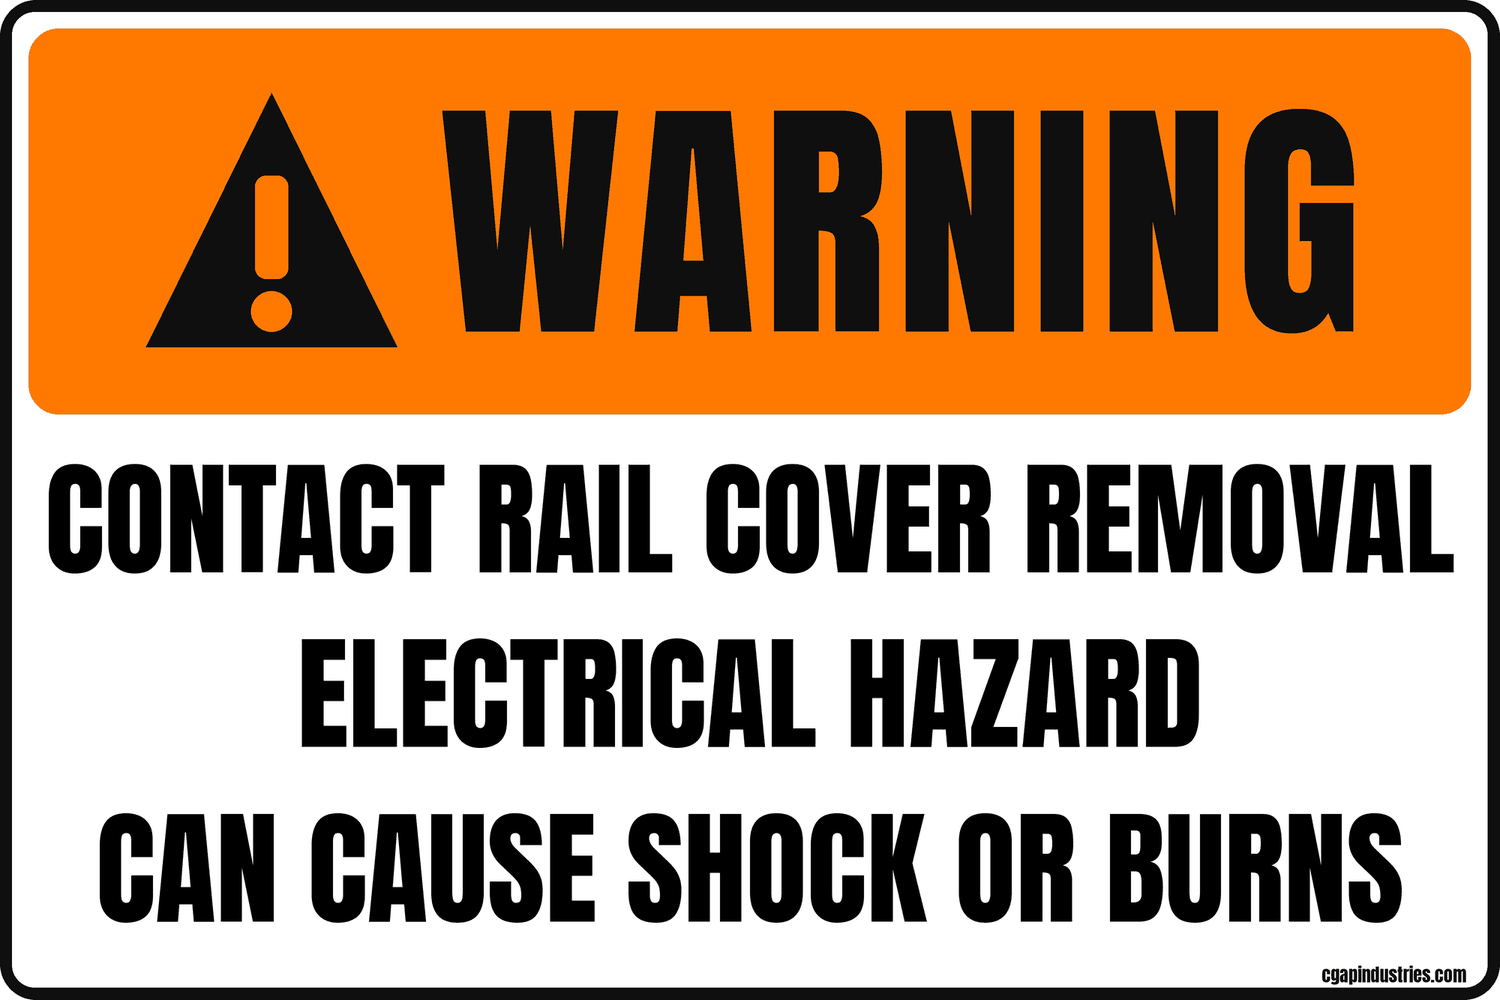 WARNING
CONTACT RAIL COVER REMOVAL
ELECTRICAL HAZARD
CAN CAUSE SHOCK OR BURNS
cgapindustries.com